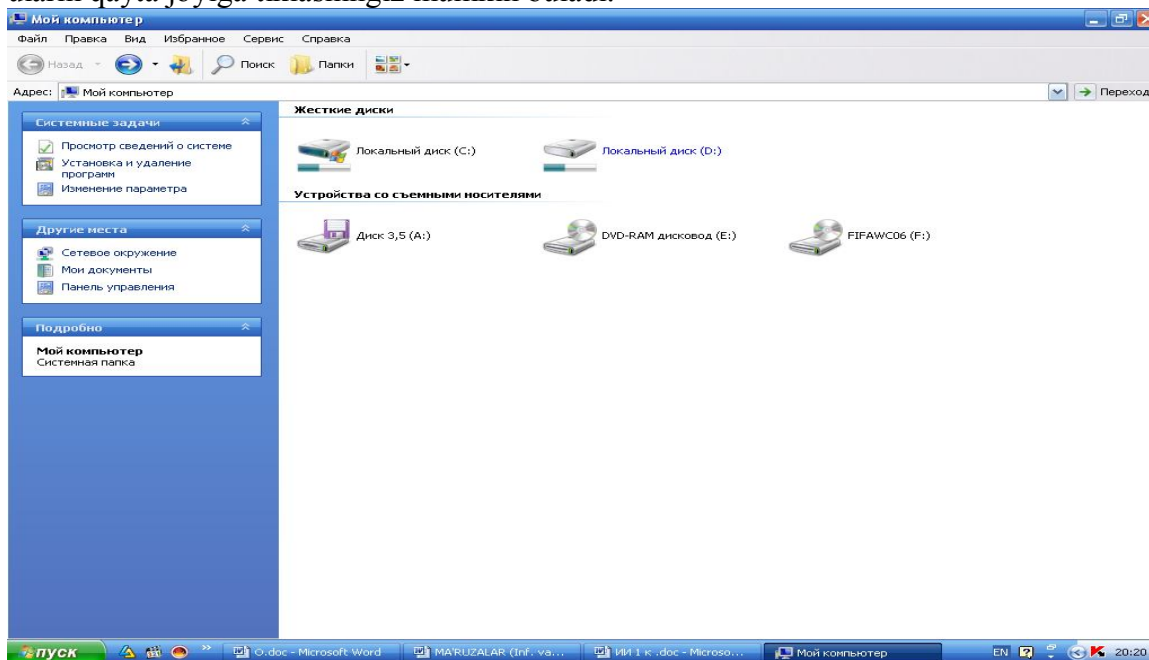 Мой компьютер
Файл Правка Вид Избранное Сервис Справка
Назад Поиск Папки
Адрес: Мой компьютер Переход
Системные задачи
Просмотр сведений о системе
Установка и удаление
программ
Изменение параметра
Другие места
Сетевое окружение
Мои документы
Панель управления
Подробно
Мой компьютер
Системная папка
Жесткие диски
Локальный диск (C:) Локальный диск (D:)
Устройства со съемными носителями
Диск 3,5 (A:) DVD-RAM дисковод (E:) FIFAWC06 (F:)
пуск O.doc - Microsoft Word MA'RUZALAR (Inf. va... ИИ 1 к .doc - Microso... Мой компьютер EN 20:20